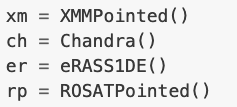 xm = XMMPointed()
ch = Chandra()
er = eRASS1DE()
rp = ROSATPointed()